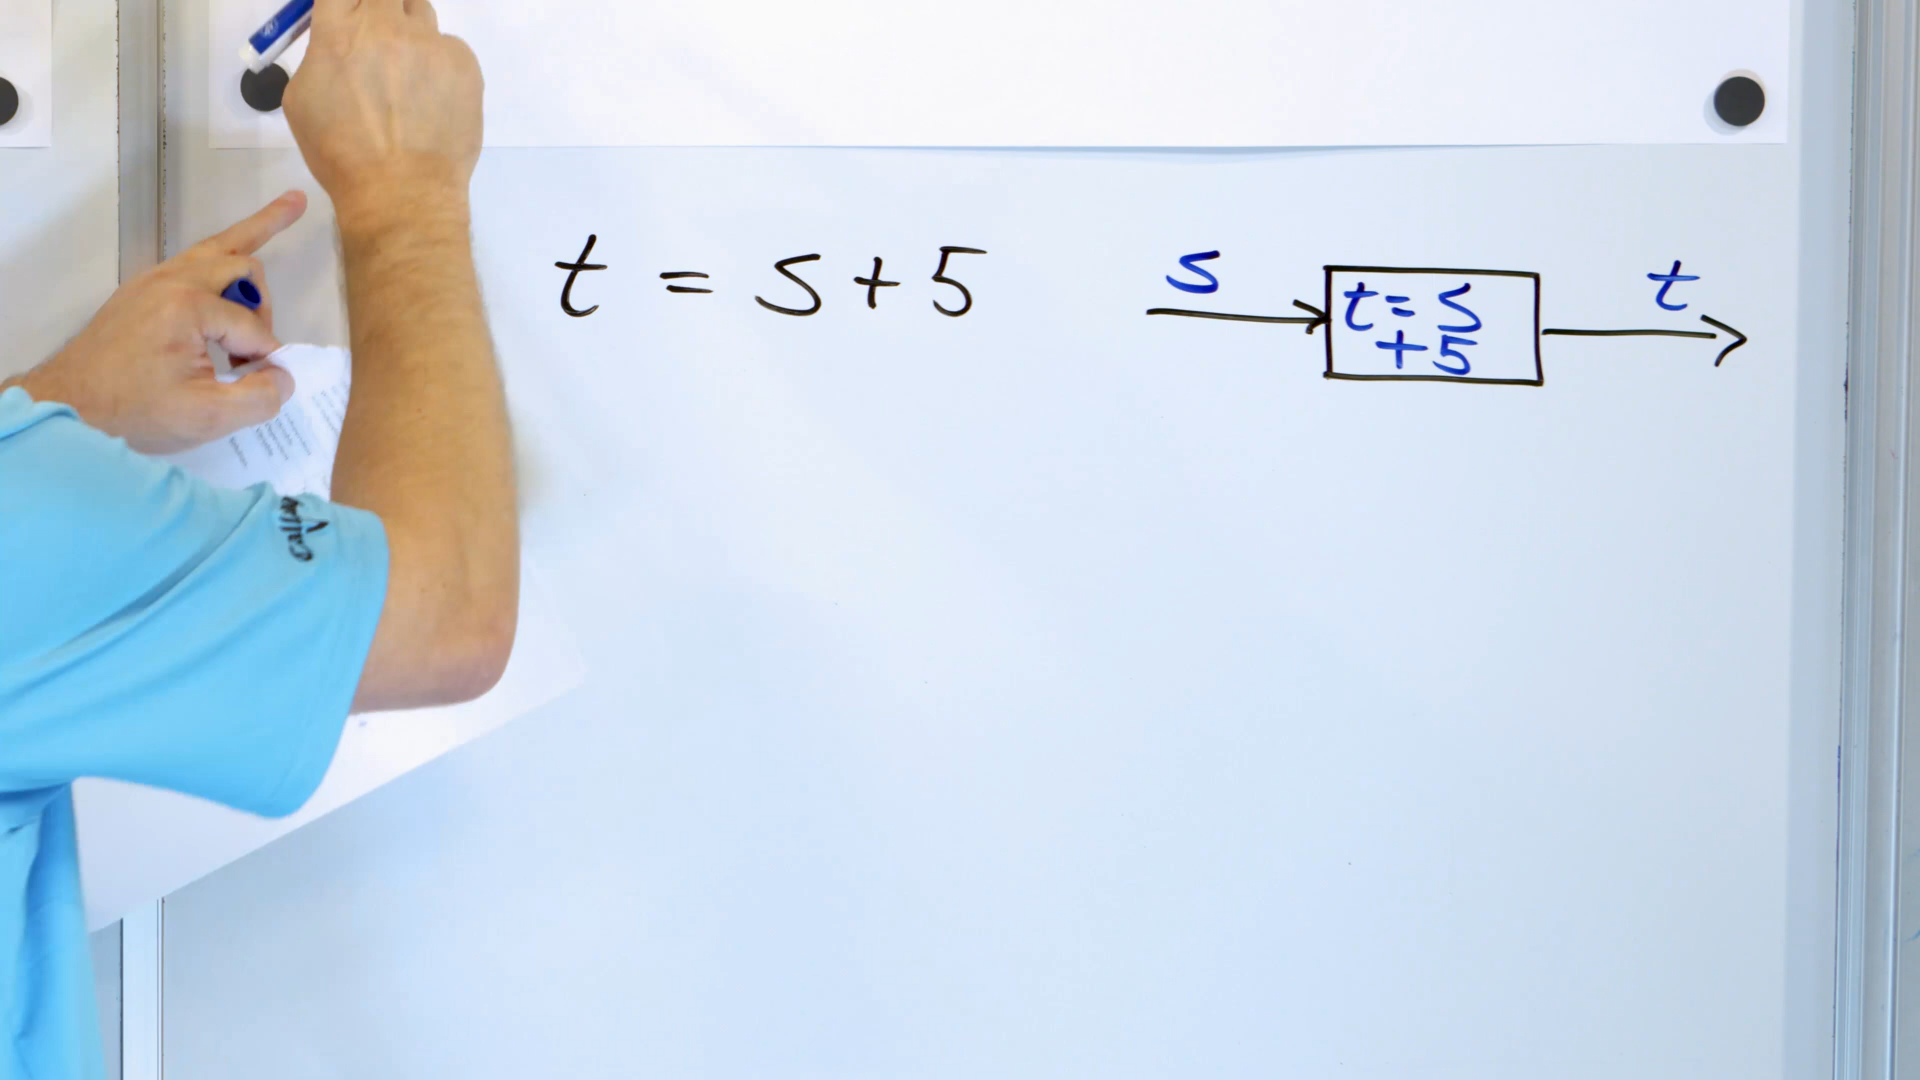 t = s + 5
s
t = s
+ 5
t